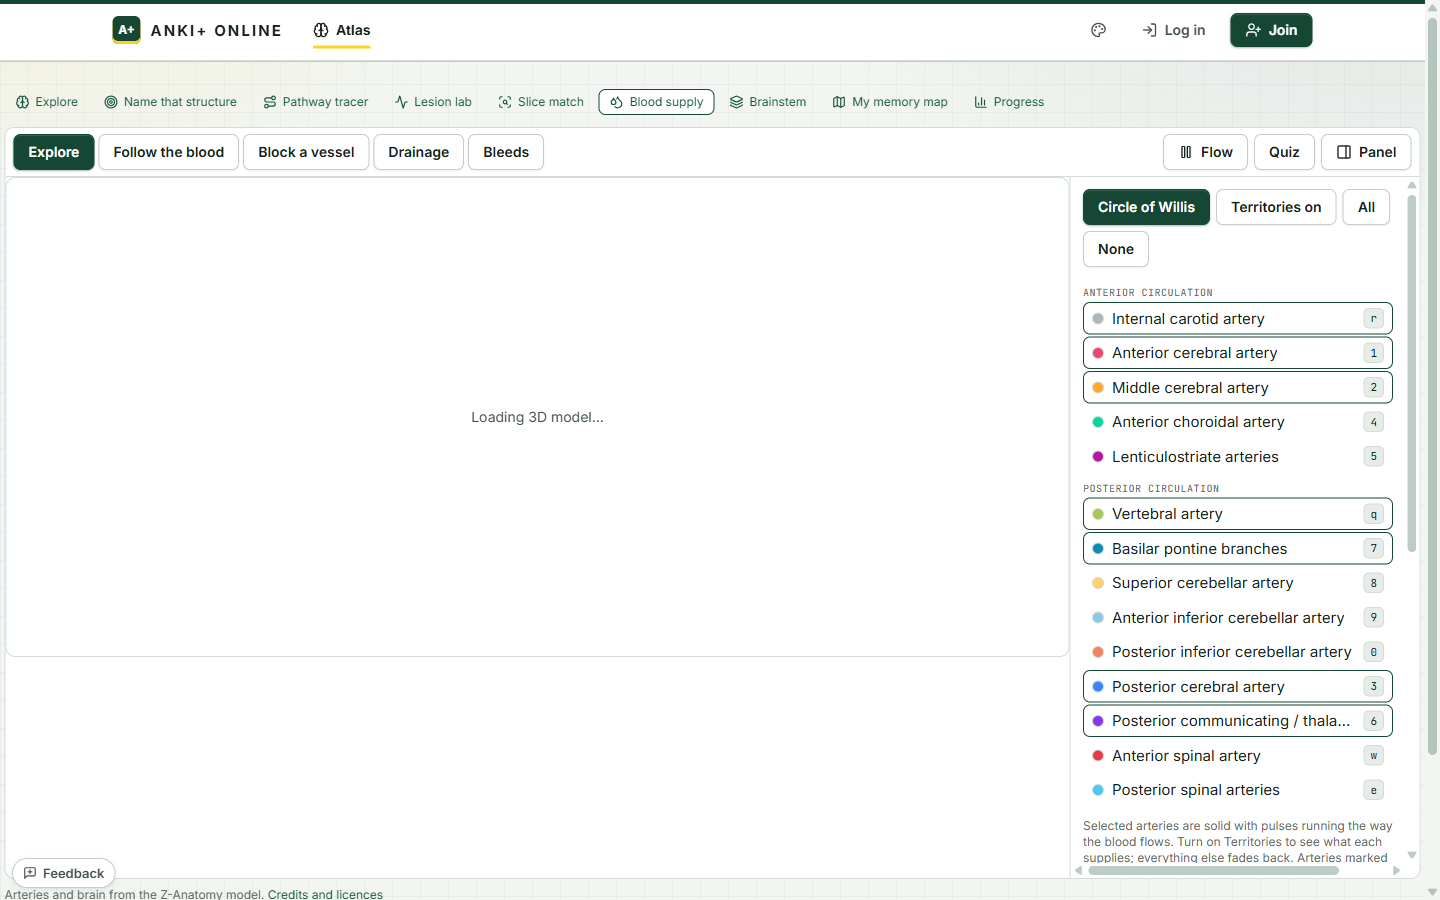 A+ ANKI+ ONLINE Atlas Log in Join
Explore Name that structure Pathway tracer Lesion lab Slice match Blood supply Brainstem My memory map Progress
Explore Follow the blood Block a vessel Drainage Bleeds Flow Quiz Panel
Loading 3D model...
Circle of Willis Territories on All
None
ANTERIOR CIRCULATION
Internal carotid artery r
Anterior cerebral artery 1
Middle cerebral artery 2
Anterior choroidal artery 4
Lenticulostriate arteries 5
POSTERIOR CIRCULATION
Vertebral artery q
Basilar pontine branches 7
Superior cerebellar artery 8
Anterior inferior cerebellar artery 9
Posterior inferior cerebellar artery 0
Posterior cerebral artery 3
Posterior communicating / thala... 6
Anterior spinal artery w
Posterior spinal arteries e
Selected arteries are solid with pulses running the way
the blood flows. Turn on Territories to see what each
supplies; everything else fades back. Arteries marked
Feedback
Arteries and brain from the Z-Anatomy model. Credits and licences